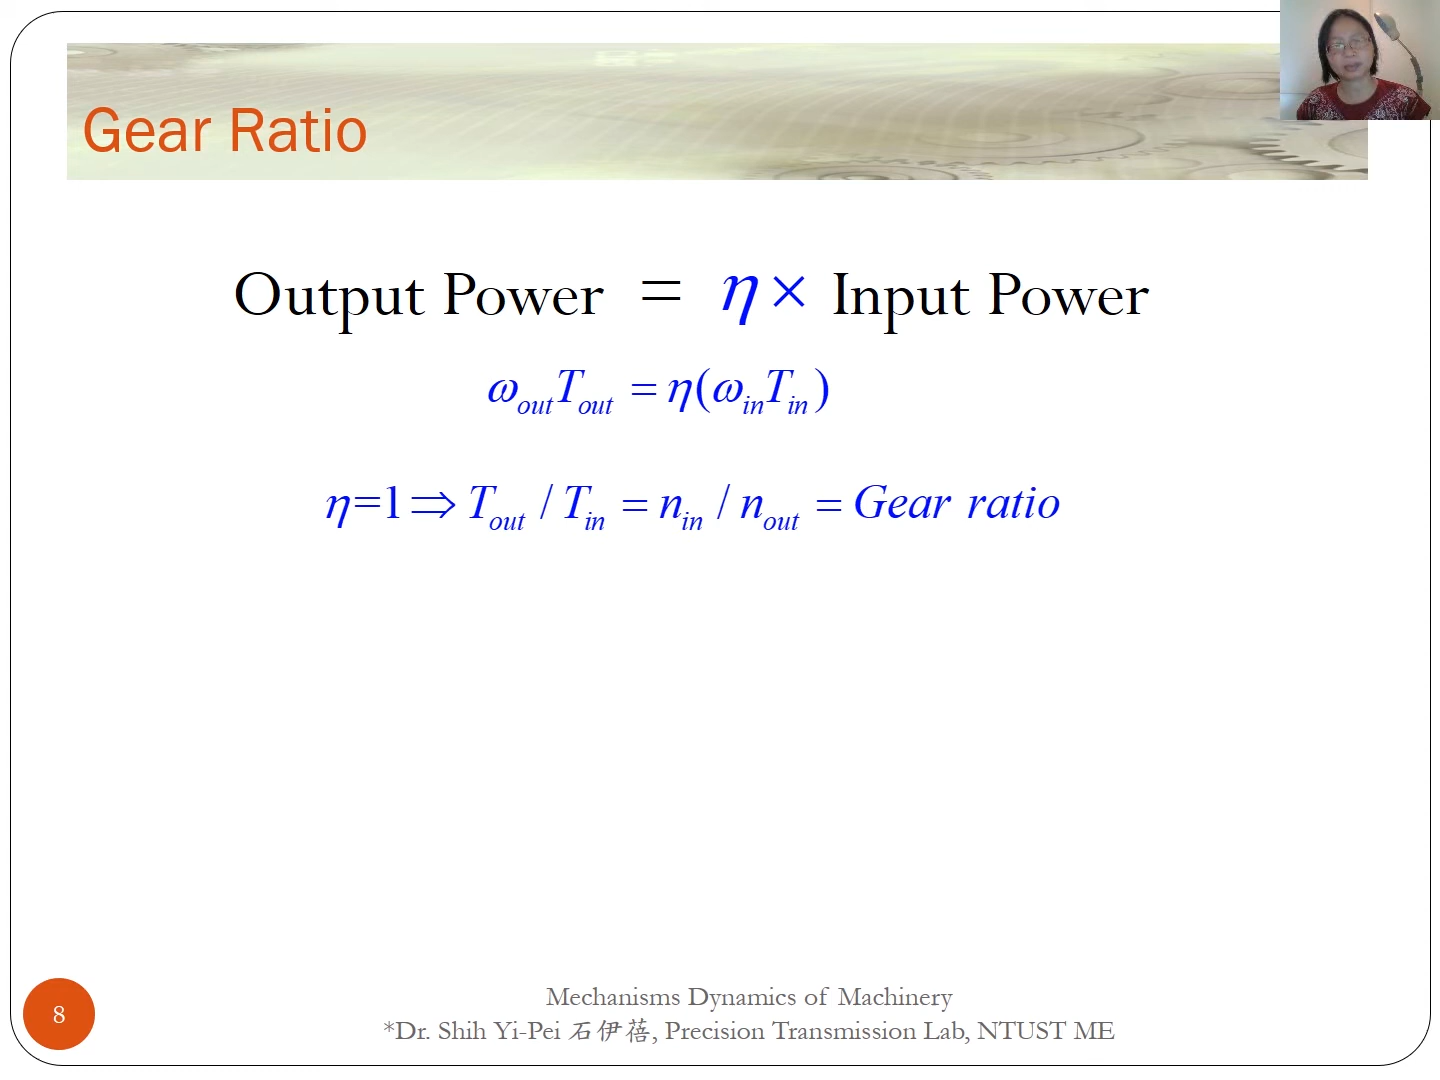 Gear Ratio
Output Power = η× Input Power
ω_out T_out = η(ω_in T_in)
η=1⇒ T_out / T_in = n_in / n_out = Gear ratio
8
Mechanisms Dynamics of Machinery
*Dr. Shih Yi-Pei 石伊蓓, Precision Transmission Lab, NTUST ME